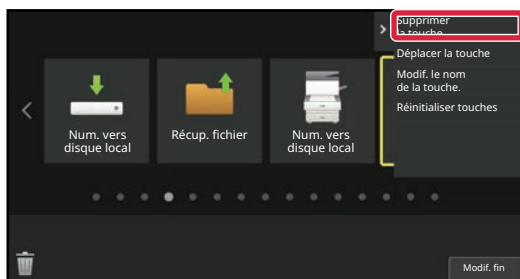 Supprimer
la touche
Déplacer la touche
Modif. le nom
de la touche.
Réinitialiser touches
Num. vers
disque local
Récup. fichier
Num. vers
disque local
Modif. fin